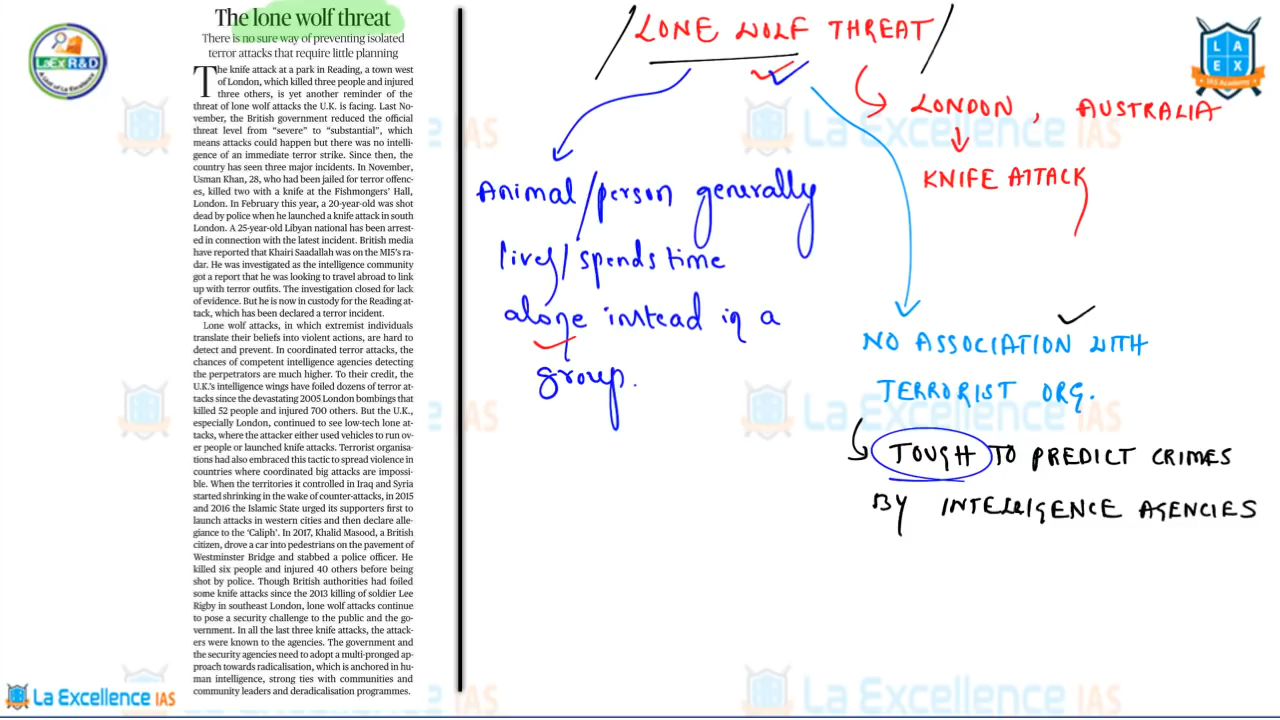 The lone wolf threat
There is no sure way of preventing isolated
terror attacks that require little planning
The knife attack at a park in Reading, a town west
of London, which killed three people and injured
three others, is yet another reminder of the
threat of lone wolf attacks the U.K. is facing. Last No-
vember, the British government reduced the official
threat level from “severe” to “substantial”, which
means attacks could happen but there was no intelli-
gence of an immediate terror strike. Since then, the
country has seen three major incidents. In November,
Usman Khan, 28, who had been jailed for terror offenc-
es, killed two with a knife at the Fishmongers' Hall,
London. In February this year, a 20-year-old was shot
dead by police when he launched a knife attack in south
London. A 25-year-old Libyan national has been arrest-
ed in connection with the latest incident. British media
have reported that Khairi Saadallah was on the MI5's ra-
dar. He was investigated as the intelligence community
got a report that he was looking to travel abroad to link
up with terror outfits. The investigation closed for lack
of evidence. But he is now in custody for the Reading at-
tack, which has been declared a terror incident.
Lone wolf attacks, in which extremist individuals
translate their beliefs into violent actions, are hard to
detect and prevent. In coordinated terror attacks, the
chances of competent intelligence agencies detecting
the perpetrators are much higher. To their credit, the
U.K.'s intelligence wings have foiled dozens of terror at-
tacks since the devastating 2005 London bombings that
killed 52 people and injured 700 others. But the U.K.,
especially London, continued to see low-tech lone at-
tacks, where the attacker either used vehicles to run ov-
er people or launched knife attacks. Terrorist organisa-
tions had also embraced this tactic to spread violence in
countries where coordinated big attacks are impossi-
ble. When the territories it controlled in Iraq and Syria
started shrinking in the wake of counter-attacks, in 2015
and 2016 the Islamic State urged its supporters first to
launch attacks in western cities and then declare alle-
giance to the ‘Caliph’. In 2017, Khalid Masood, a British
citizen, drove a car into pedestrians on the pavement of
Westminster Bridge and stabbed a police officer. He
killed six people and injured 40 others before being
shot by police. Though British authorities had foiled
some knife attacks since the 2013 killing of soldier Lee
Rigby in southeast London, lone wolf attacks continue
to pose a security challenge to the public and the go-
vernment. In all the last three knife attacks, the attack-
ers were known to the agencies. The government and
the security agencies need to adopt a multi-pronged ap-
proach towards radicalisation, which is anchored in hu-
man intelligence, strong ties with communities and
community leaders and deradicalisation programmes.
LONE WOLF THREAT
LONDON, AUSTRALIA
KNIFE ATTACK
Animal/person generally
lives/spends time
alone instead in a
group.
NO ASSOCIATION WITH
TERRORIST ORG.
TOUGH TO PREDICT CRIMES
BY INTELLIGENCE AGENCIES
LaEx R&D
LA
EX
IAS Academy
La Excellence IAS
La Excellence IAS
La Excellence IAS
La Excellence IAS
La Excellence IAS
La Excellence IAS